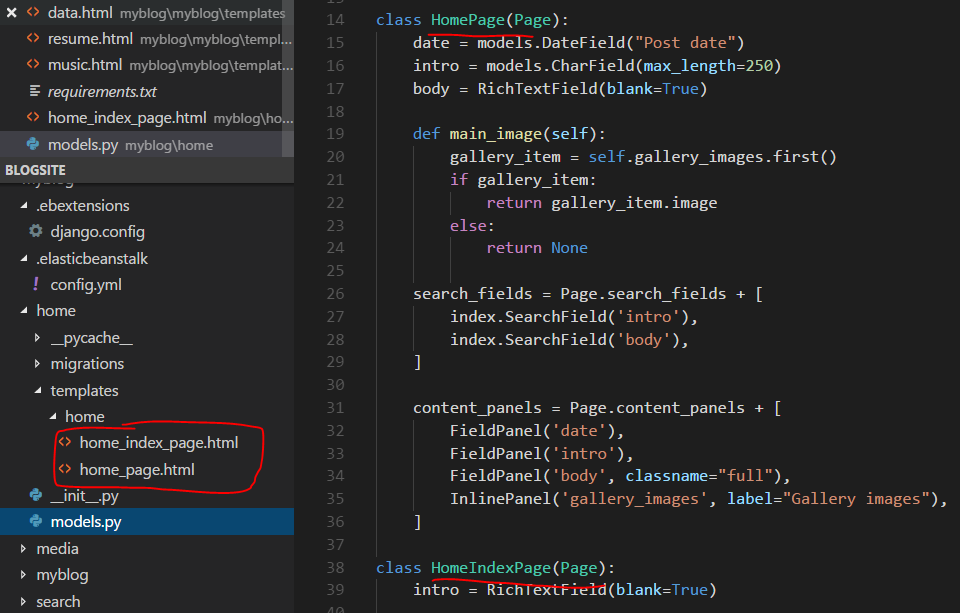 data.html myblog\myblog\templates
resume.html myblog\myblog\templ...
music.html myblog\myblog\templat...
requirements.txt
home_index_page.html myblog\ho...
models.py myblog\home
BLOGSITE
myblog
.ebextensions
django.config
.elasticbeanstalk
! config.yml
home
__pycache__
migrations
templates
home
home_index_page.html
home_page.html
__init__.py
models.py
media
myblog
search
13
14 class HomePage(Page):
15 date = models.DateField("Post date")
16 intro = models.CharField(max_length=250)
17 body = RichTextField(blank=True)
18
19 def main_image(self):
20 gallery_item = self.gallery_images.first()
21 if gallery_item:
22 return gallery_item.image
23 else:
24 return None
25
26 search_fields = Page.search_fields + [
27 index.SearchField('intro'),
28 index.SearchField('body'),
29 ]
30
31 content_panels = Page.content_panels + [
32 FieldPanel('date'),
33 FieldPanel('intro'),
34 FieldPanel('body', classname="full"),
35 InlinePanel('gallery_images', label="Gallery images"),
36 ]
37
38 class HomeIndexPage(Page):
39 intro = RichTextField(blank=True)
40